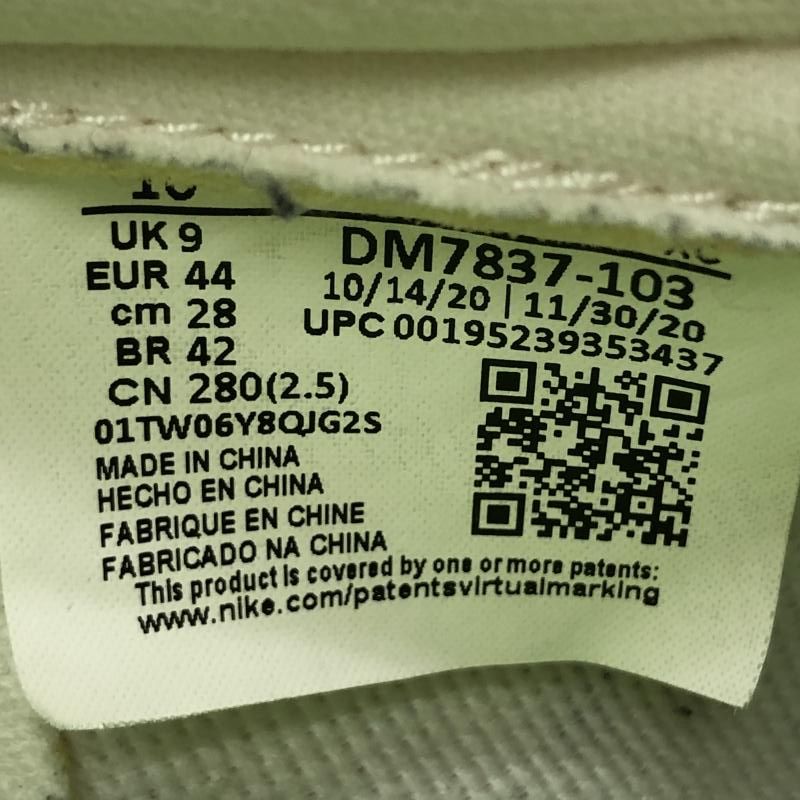 10
UK 9
EUR 44
cm 28
BR 42
CN 280(2.5)
01TW06Y8QJG2S
DM7837-103
10/14/20 | 11/30/20
UPC 00195239353437
MADE IN CHINA
HECHO EN CHINA
FABRIQUE EN CHINE
FABRICADO NA CHINA
This product is covered by one or more patents:
www.nike.com/patentsvirtualmarking